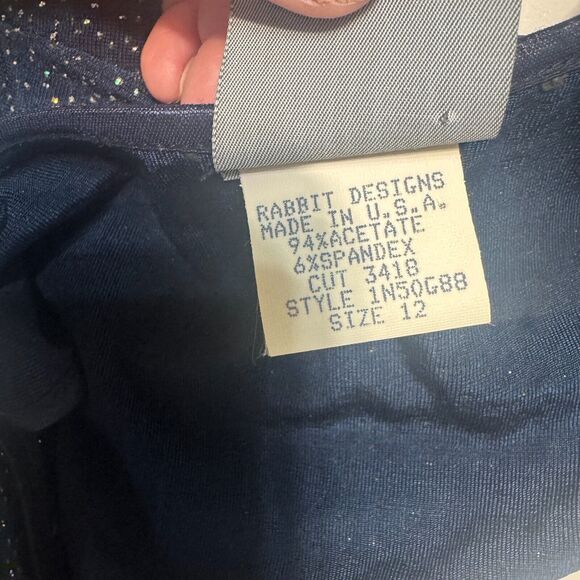 RABBIT DESIGNS
MADE IN U.S.A.
94%ACETATE
6%SPANDEX
CUT 3418
STYLE 1N50G88
SIZE 12